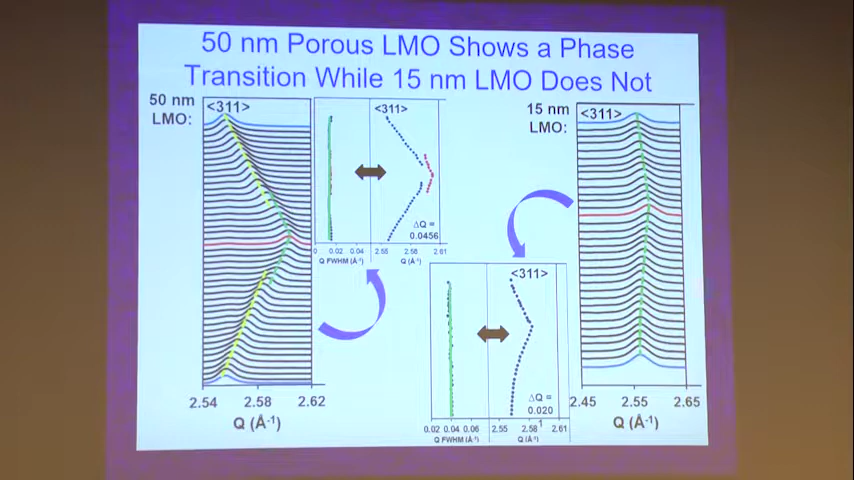 50 nm Porous LMO Shows a Phase
Transition While 15 nm LMO Does Not
50 nm
LMO:
<311>
2.54 2.58 2.62
Q (Å-1)
<311>
0 0.02 0.04 2.55 2.58 2.61
Q FWHM (Å-1) Q (Å-1)
ΔQ =
0.0456
15 nm
LMO:
<311>
2.45 2.55 2.65
Q (Å-1)
<311>
ΔQ =
0.020
0.02 0.04 0.06 2.55 2.58 2.61
Q FWHM (Å-1) Q (Å-1)